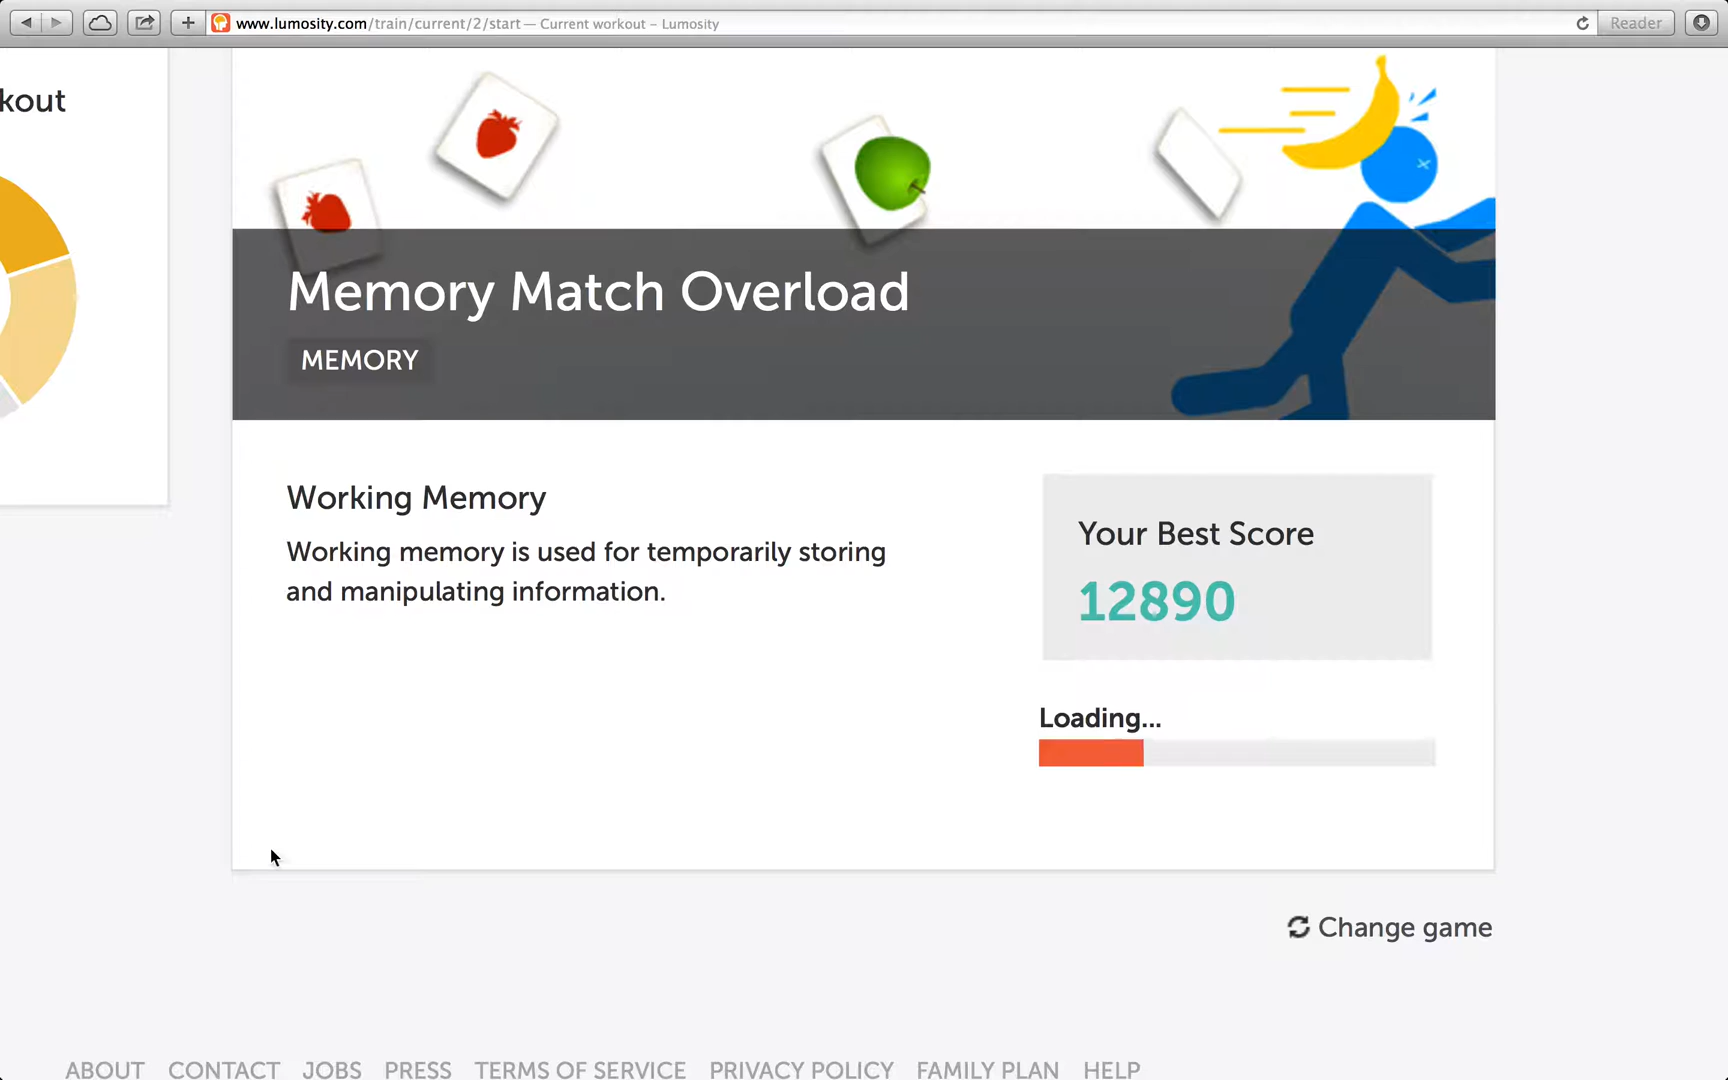 www.lumosity.com/train/current/2/start — Current workout – Lumosity
Reader
kout
Memory Match Overload
MEMORY
Working Memory
Working memory is used for temporarily storing
and manipulating information.
Your Best Score
12890
Loading...
Change game
ABOUT CONTACT JOBS PRESS TERMS OF SERVICE PRIVACY POLICY FAMILY PLAN HELP